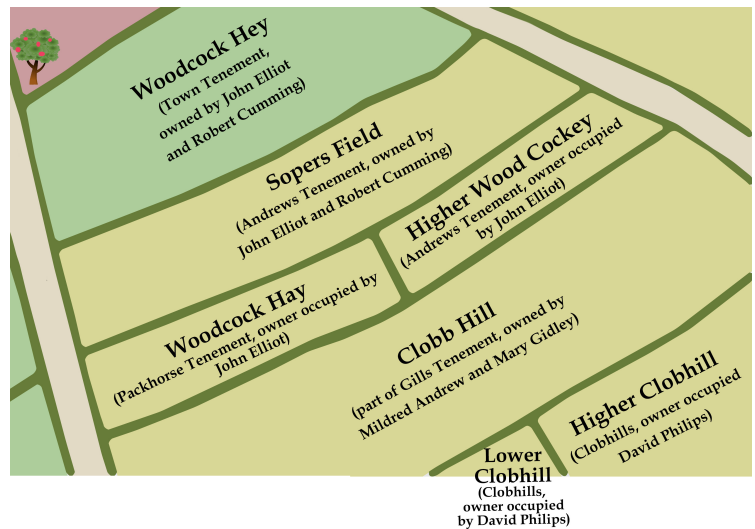 Woodcock Hey
(Town Tenement,
owned by John Elliot
and Robert Cumming)
Sopers Field
(Andrews Tenement, owned by
John Elliot and Robert Cumming)
Higher Wood Cockey
(Andrews Tenement, owner occupied
by John Elliot)
Woodcock Hay
(Packhorse Tenement, owner occupied by
John Elliot)
Clobb Hill
(part of Gills Tenement, owned by
Mildred Andrew and Mary Gidley)
Higher Clobhill
(Clobhills, owner occupied
David Philips)
Lower
Clobhill
(Clobhills,
owner occupied
by David Philips)